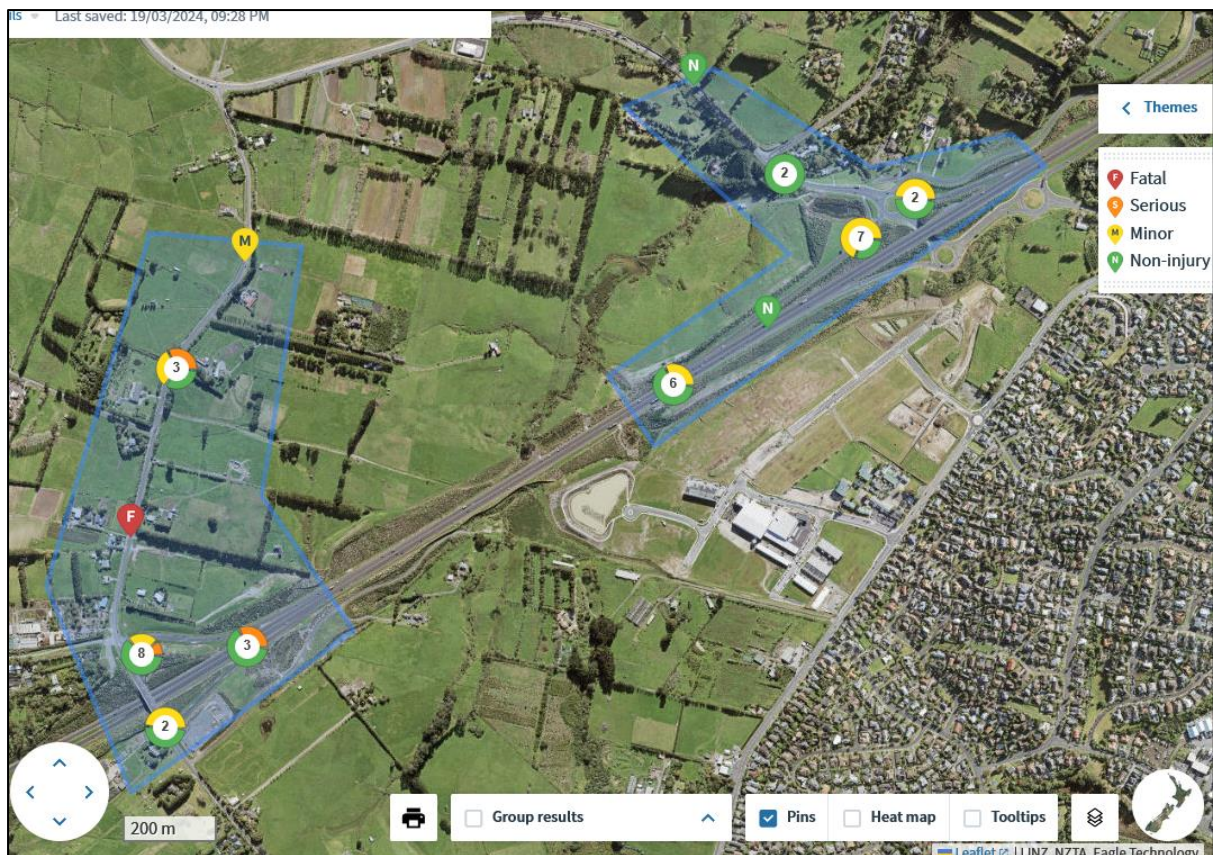 ils Last saved: 19/03/2024, 09:28 PM
N
Themes
F Fatal
S Serious
M Minor
N Non-injury
2
2
7
M
N
3
6
F
8
3
2
200 m
Group results
Pins
Heat map
Tooltips
Leaflet | LINZ, NZTA, Eagle Technology